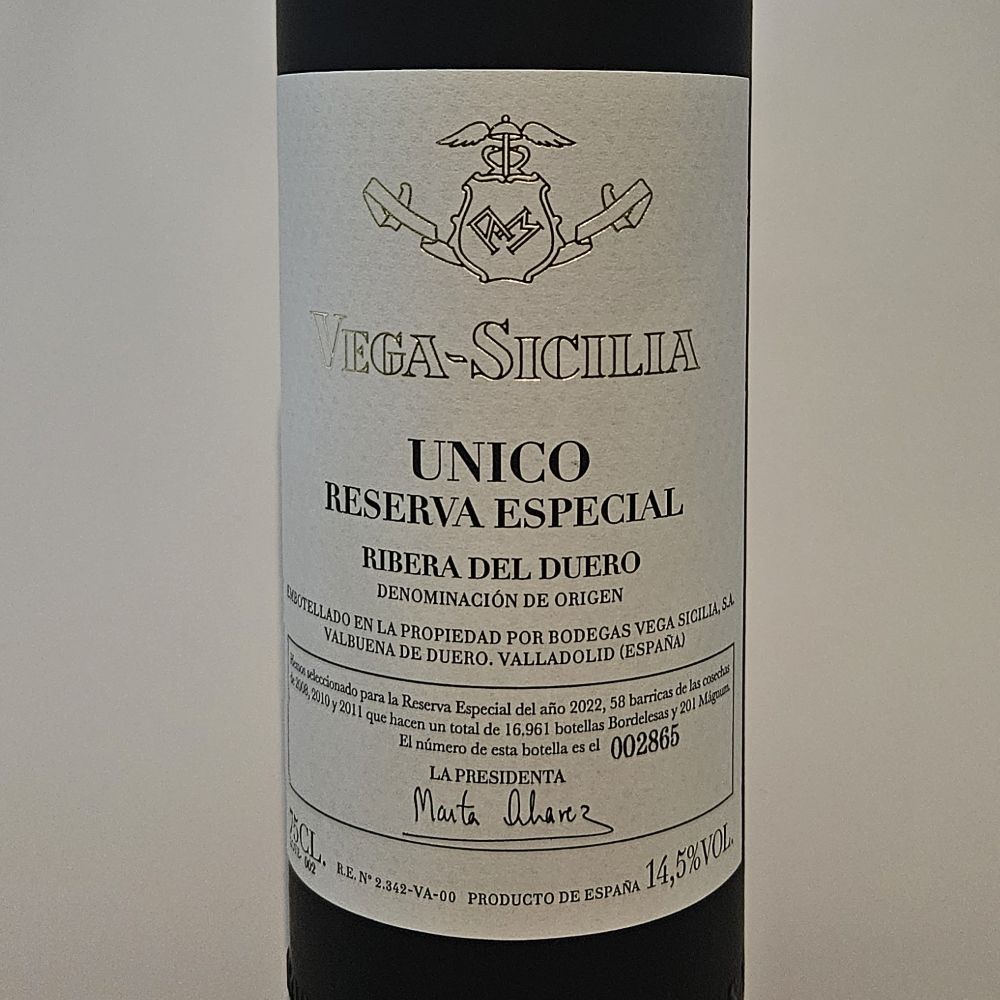 VEGA-SICILIA
UNICO
RESERVA ESPECIAL
RIBERA DEL DUERO
DENOMINACIÓN DE ORIGEN
EMBOTELLADO EN LA PROPIEDAD POR BODEGAS VEGA SICILIA, S.A.
VALBUENA DE DUERO. VALLADOLID (ESPAÑA)
Hemos seleccionado para la Reserva Especial del año 2022, 58 barricas de las cosechas
de 2008, 2010 y 2011 que hacen un total de 16.961 botellas Bordelesas y 201 Mágnum.
El número de esta botella es el 002865
LA PRESIDENTA
Marta Alvarez
75CL.
002
R.E. Nº 2.342-VA-00 PRODUCTO DE ESPAÑA 14,5%VOL.